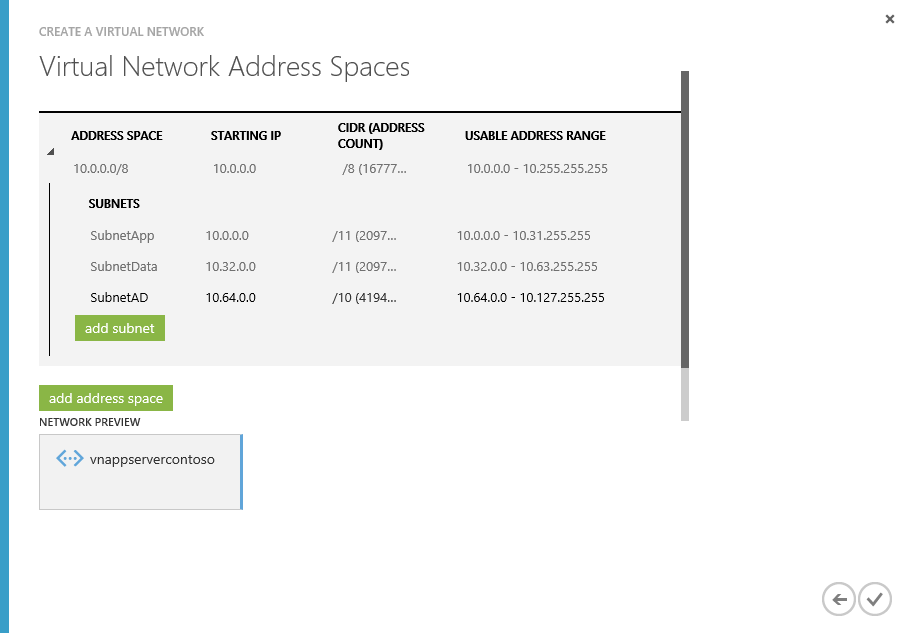 CREATE A VIRTUAL NETWORK
Virtual Network Address Spaces
ADDRESS SPACE STARTING IP CIDR (ADDRESS COUNT) USABLE ADDRESS RANGE
10.0.0.0/8 10.0.0.0 /8 (16777... 10.0.0.0 - 10.255.255.255
SUBNETS
SubnetApp 10.0.0.0 /11 (2097... 10.0.0.0 - 10.31.255.255
SubnetData 10.32.0.0 /11 (2097... 10.32.0.0 - 10.63.255.255
SubnetAD 10.64.0.0 /10 (4194... 10.64.0.0 - 10.127.255.255
add subnet
add address space
NETWORK PREVIEW
vnappservercontoso